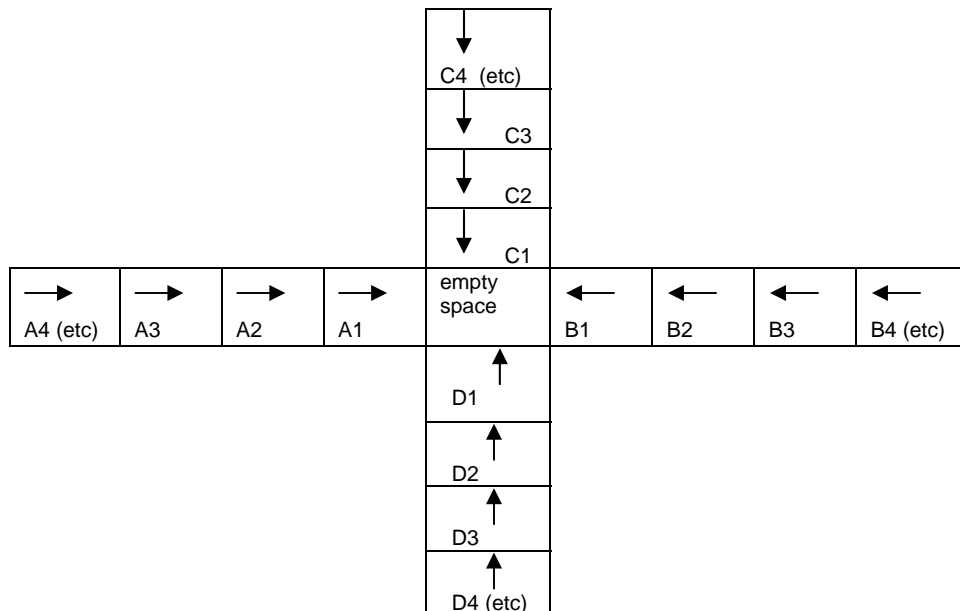 C4 (etc)
C3
C2
C1
empty
space
A4 (etc) A3 A2 A1 B1 B2 B3 B4 (etc)
D1
D2
D3
D4 (etc)